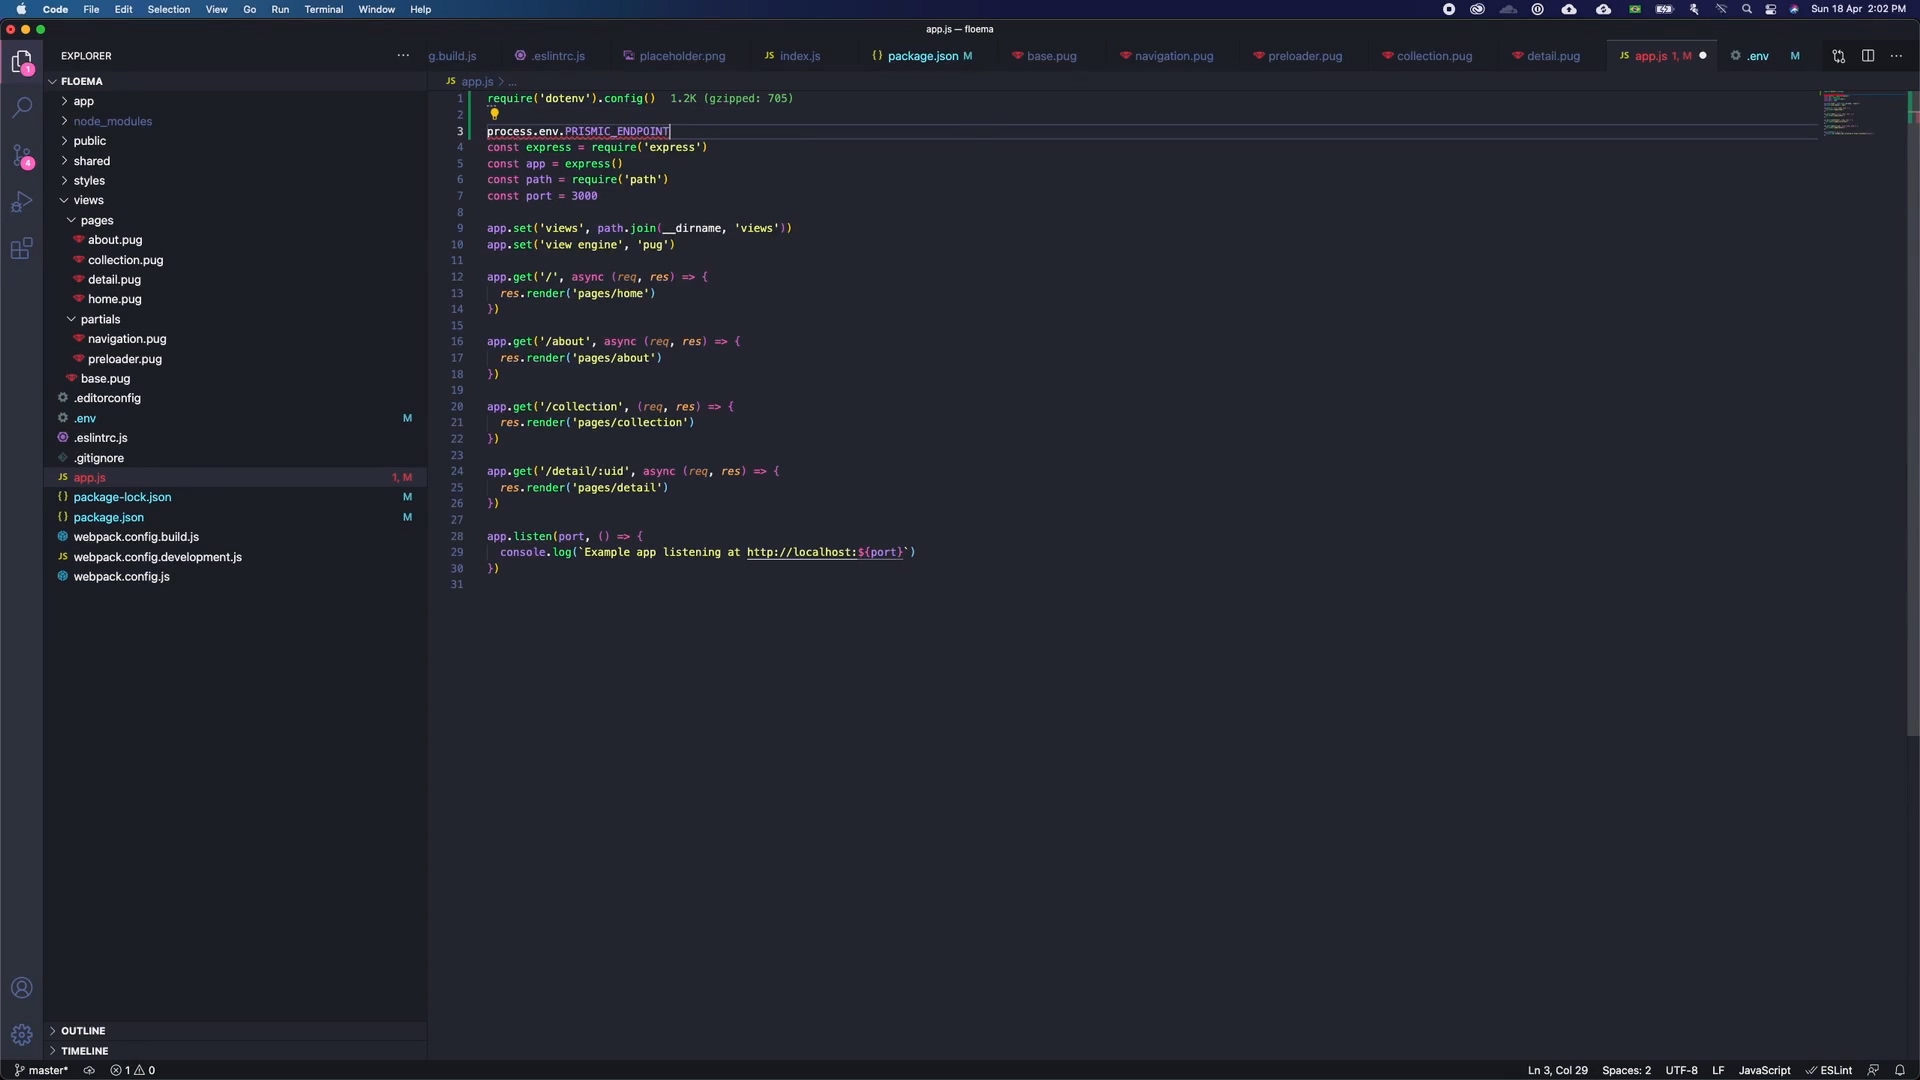 Code File Edit Selection View Go Run Terminal Window Help
Sun 18 Apr 2:02 PM
app.js — floema
EXPLORER
g.build.js .eslintrc.js placeholder.png JS index.js {} package.json M base.pug navigation.pug preloader.pug collection.pug detail.pug JS app.js 1, M .env M
FLOEMA
app
node_modules
public
shared
styles
views
pages
about.pug
collection.pug
detail.pug
home.pug
partials
navigation.pug
preloader.pug
base.pug
.editorconfig
.env M
.eslintrc.js
.gitignore
JS app.js 1, M
{} package-lock.json M
{} package.json M
webpack.config.build.js
JS webpack.config.development.js
webpack.config.js
OUTLINE
TIMELINE
1
4
JS app.js > ...
1 require('dotenv').config() 1.2K (gzipped: 705)
2
3 process.env.PRISMIC_ENDPOINT
4 const express = require('express')
5 const app = express()
6 const path = require('path')
7 const port = 3000
8
9 app.set('views', path.join(__dirname, 'views'))
10 app.set('view engine', 'pug')
11
12 app.get('/', async (req, res) => {
13 res.render('pages/home')
14 })
15
16 app.get('/about', async (req, res) => {
17 res.render('pages/about')
18 })
19
20 app.get('/collection', (req, res) => {
21 res.render('pages/collection')
22 })
23
24 app.get('/detail/:uid', async (req, res) => {
25 res.render('pages/detail')
26 })
27
28 app.listen(port, () => {
29 console.log(`Example app listening at http://localhost:${port}`)
30 })
31
master* 1 0
Ln 3, Col 29 Spaces: 2 UTF-8 LF JavaScript ESLint